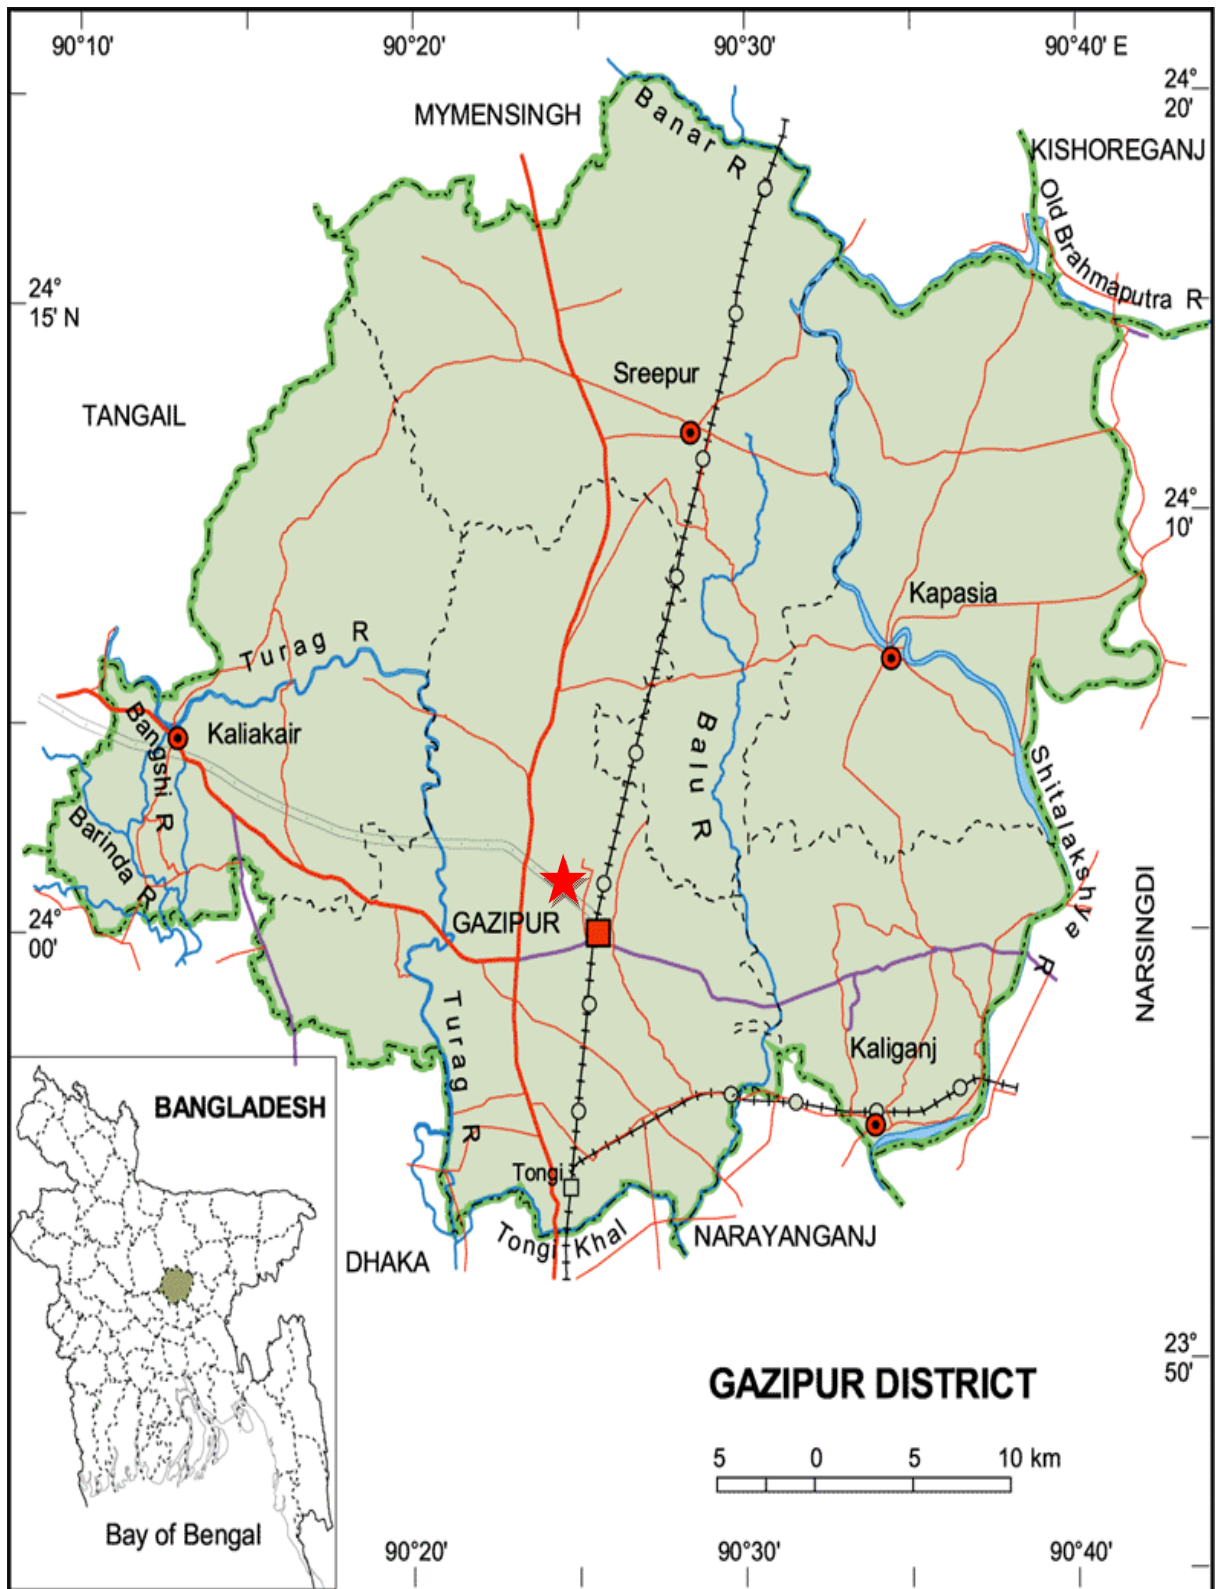 90°10'
90°20'
90°30'
90°40' E
24°
20'
MYMENSINGH
Banar R
KISHOREGANJ
Old Brahmaputra R
24°
15' N
Sreepur
TANGAIL
24°
10'
Kapasia
Turag R
Bangshi R
Kaliakair
Balu R
Shitalakshya R
Barinda R
GAZIPUR
24°
00'
NARSINGDI
Turag R
Kaliganj
BANGLADESH
Tongi
Tongi Khal
NARAYANGANJ
DHAKA
23°
50'
GAZIPUR DISTRICT
5 0 5 10 km
Bay of Bengal
90°20'
90°30'
90°40'